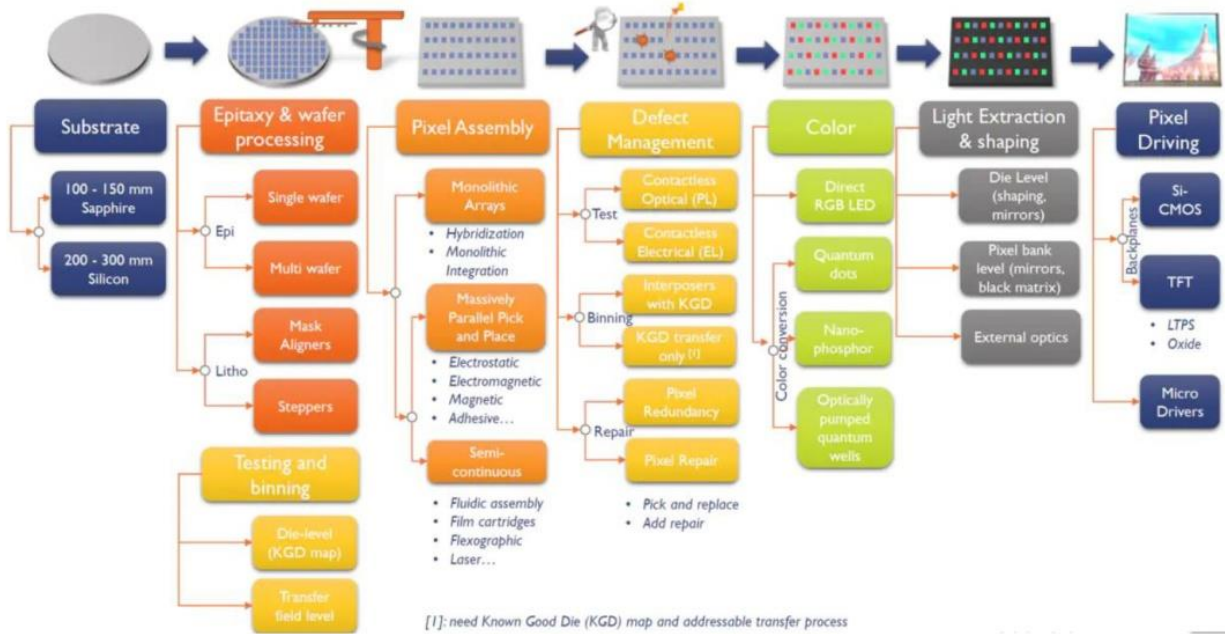 Substrate
100 - 150 mm
Sapphire
200 - 300 mm
Silicon
Epitaxy & wafer
processing
Epi
Single wafer
Multi wafer
Litho
Mask
Aligners
Steppers
Testing and
binning
Die-level
(KGD map)
Transfer
field level
Pixel Assembly
Monolithic
Arrays
• Hybridization
• Monolithic
Integration
Massively
Parallel Pick
and Place
• Electrostatic
• Electromagnetic
• Magnetic
• Adhesive…
Semi-
continuous
• Fluidic assembly
• Film cartridges
• Flexographic
• Laser…
Defect
Management
Test
Contactless
Optical (PL)
Contactless
Electrical (EL)
Binning
Interposers
with KGD
KGD transfer
only [1]
Repair
Pixel
Redundancy
Pixel Repair
• Pick and replace
• Add repair
Color
Direct
RGB LED
Color conversion
Quantum
dots
Nano-
phosphor
Optically
pumped
quantum
wells
Light Extraction
& shaping
Die Level
(shaping,
mirrors)
Pixel bank
level (mirrors,
black matrix)
External optics
Pixel
Driving
Backplanes
Si-
CMOS
TFT
• LTPS
• Oxide
Micro
Drivers
[1]: need Known Good Die (KGD) map and addressable transfer process